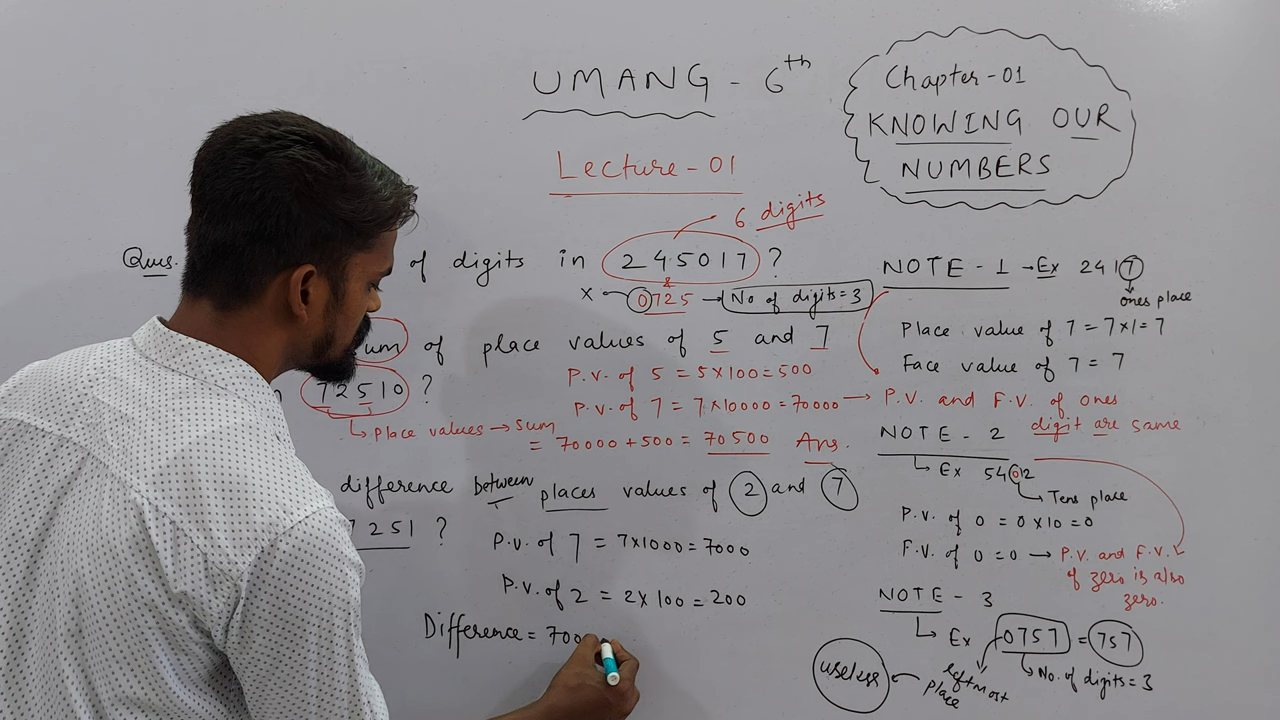 UMANG - 6th
Chapter-01
KNOWING OUR
NUMBERS
Lecture-01
6 digits
Ques. of digits in 245017 ?
x 0725 → No of digits = 3
um of place values of 5 and 7
72510 ?
P.V. of 5 = 5×100 = 500
P.V. of 7 = 7×10000 = 70000
Place values → Sum
= 70000 + 500 = 70500 Ans.
difference between places values of 2 and 7
7251 ?
P.V. of 7 = 7×1000 = 7000
P.V. of 2 = 2×100 = 200
Difference = 700
NOTE - 1 → Ex 2417
ones place
Place value of 7 = 7×1 = 7
Face value of 7 = 7
→ P.V. and F.V. of ones
digit are same
NOTE - 2
Ex 54012
Tens place
P.V. of 0 = 0×10 = 0
F.V. of 0 = 0 → P.V. and F.V.
of zero is also
zero.
NOTE - 3
Ex 0757 = 757
No. of digits = 3
leftmost
place
useless